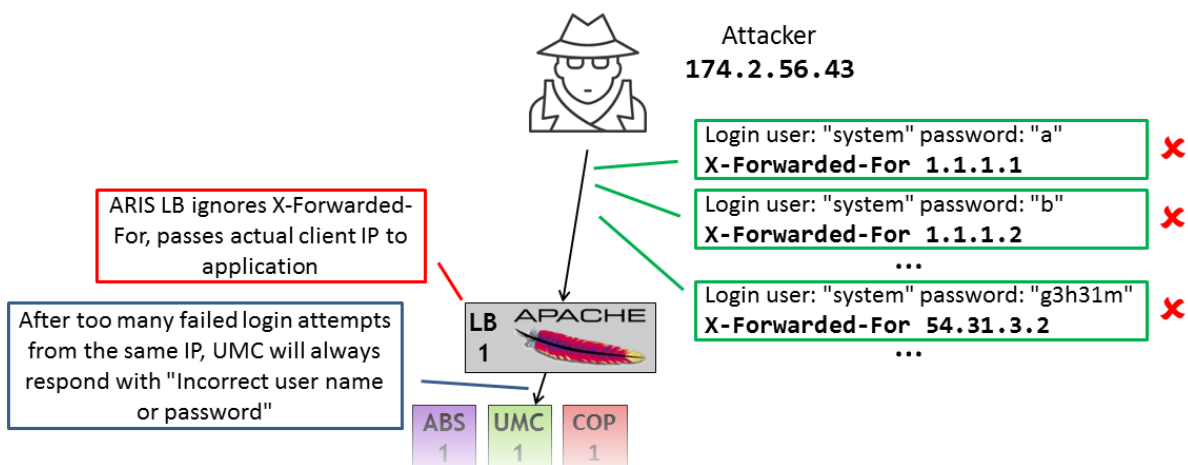 Attacker
174.2.56.43
Login user: "system" password: "a"
X-Forwarded-For 1.1.1.1
Login user: "system" password: "b"
X-Forwarded-For 1.1.1.2
...
Login user: "system" password: "g3h31m"
X-Forwarded-For 54.31.3.2
...
ARIS LB ignores X-Forwarded-
For, passes actual client IP to
application
After too many failed login attempts
from the same IP, UMC will always
respond with "Incorrect user name
or password"
LB
1
APACHE
ABS
1
UMC
1
COP
1